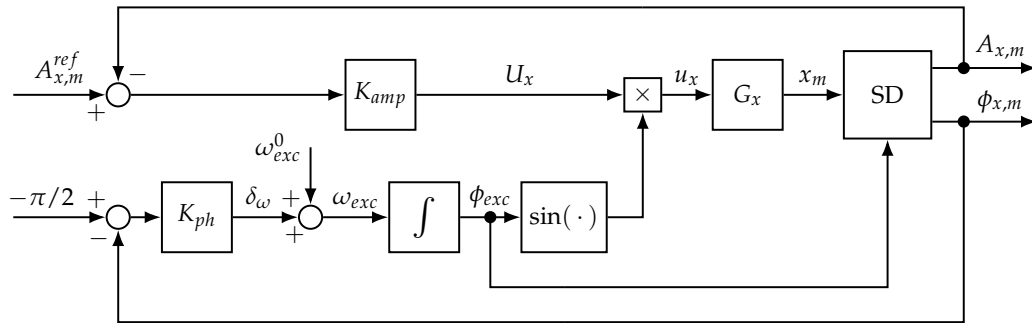 A_{x,m}^{ref}
+
−
K_{amp}
U_x
×
u_x
G_x
x_m
SD
A_{x,m}
ϕ_{x,m}
−π/2
+
−
K_{ph}
δ_ω
ω_{exc}^0
+
+
ω_{exc}
∫
ϕ_{exc}
sin(·)